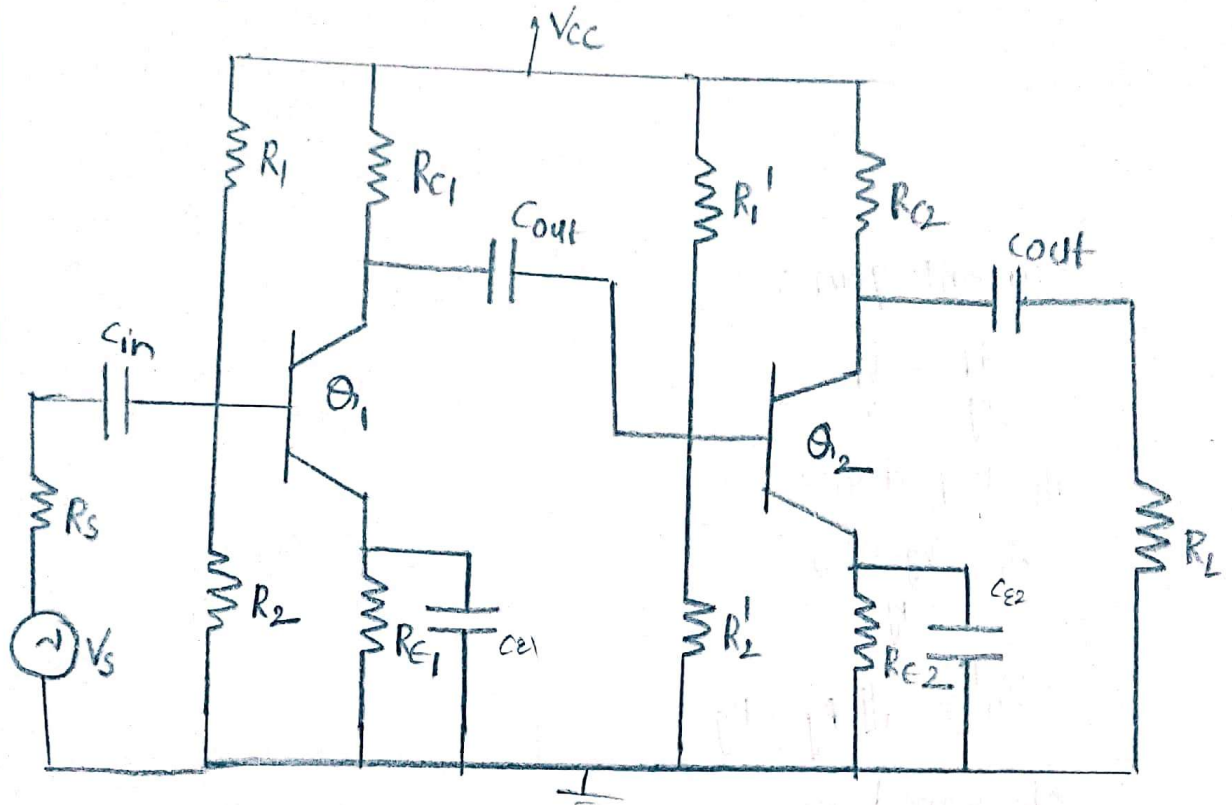 Vcc
R1
RC1
Cout
R1'
RC2
Cout
Cin
Q1
Q2
RS
R2
RE1
CE1
R2'
RE2
CE2
RL
VS